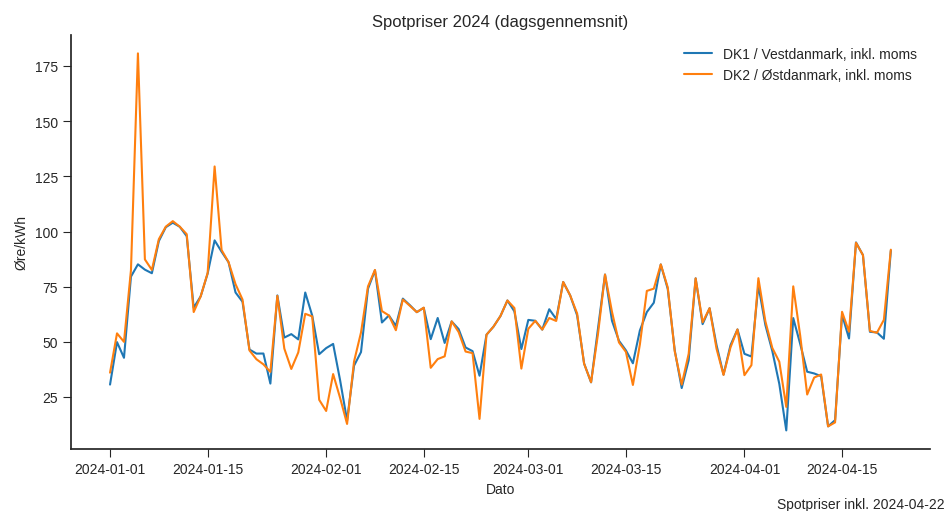 Spotpriser 2024 (dagsgennemsnit)
DK1 / Vestdanmark, inkl. moms
DK2 / Østdanmark, inkl. moms
Øre/kWh
175
150
125
100
75
50
25
2024-01-01 2024-01-15 2024-02-01 2024-02-15 2024-03-01 2024-03-15 2024-04-01 2024-04-15
Dato
Spotpriser inkl. 2024-04-22